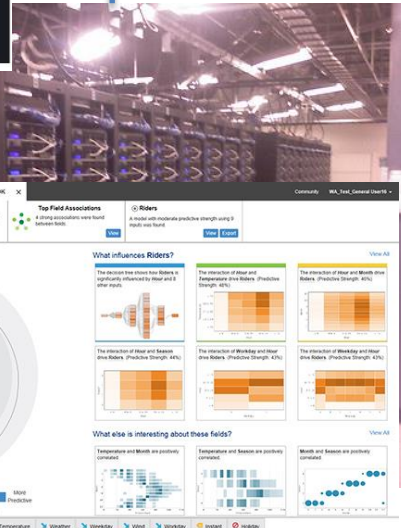 Community WA_Test_General User16
Top Field Associations
4 strong associations were found
between fields.
View
Riders
A model with moderate predictive strength using 9
inputs was found.
View Export
What influences Riders?
View All
The decision tree shows how Riders is
significantly influenced by Hour and 8
other inputs.
The interaction of Hour and
Temperature drive Riders. (Predictive
Strength: 46%)
The interaction of Hour and Month drive
Riders. (Predictive Strength: 46%)
The interaction of Hour and Season
drive Riders. (Predictive Strength: 44%)
The interaction of Workday and Hour
drive Riders. (Predictive Strength: 43%)
The interaction of Weekday and Hour
drive Riders. (Predictive Strength: 43%)
What else is interesting about these fields?
View All
Temperature and Month are positively
correlated.
Temperature and Season are positively
correlated.
Month and Season are positively
correlated.
More
Predictive
Temperature Weather Weekday Wind Workday Instant Holiday